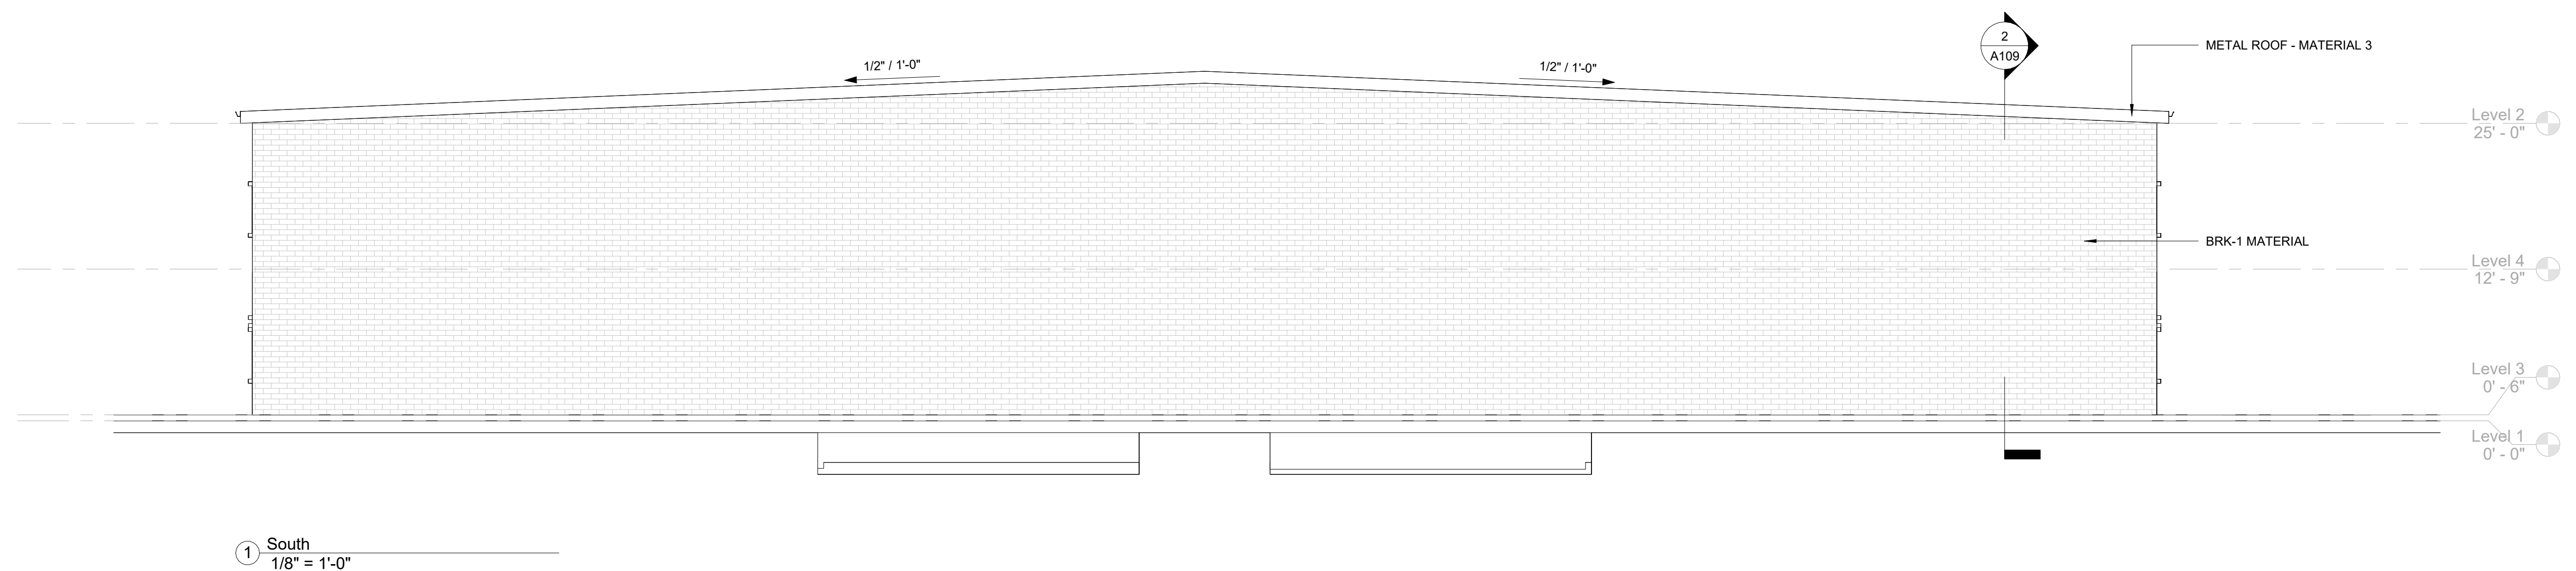 2
A109
METAL ROOF - MATERIAL 3
1/2" / 1'-0"
1/2" / 1'-0"
Level 2
25' - 0"
BRK-1 MATERIAL
Level 4
12' - 9"
Level 3
0' - 6"
Level 1
0' - 0"
1
South
1/8" = 1'-0"